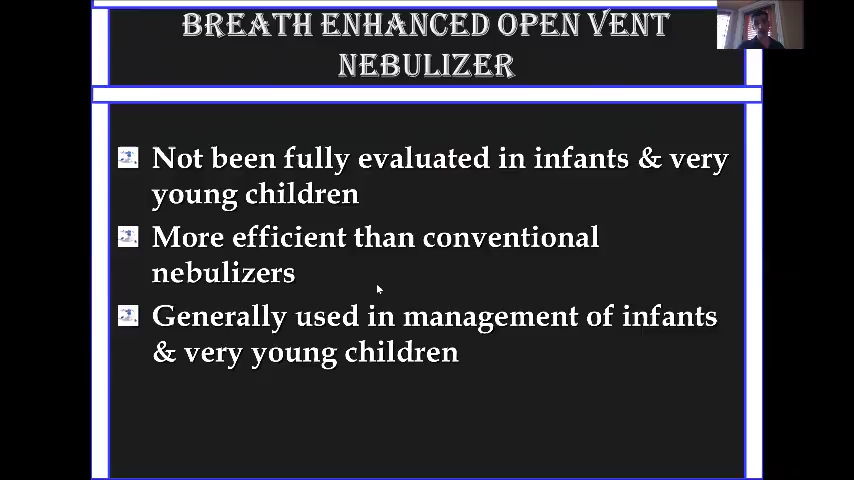 BREATH ENHANCED OPEN VENT
NEBULIZER
Not been fully evaluated in infants & very
young children
More efficient than conventional
nebulizers
Generally used in management of infants
& very young children